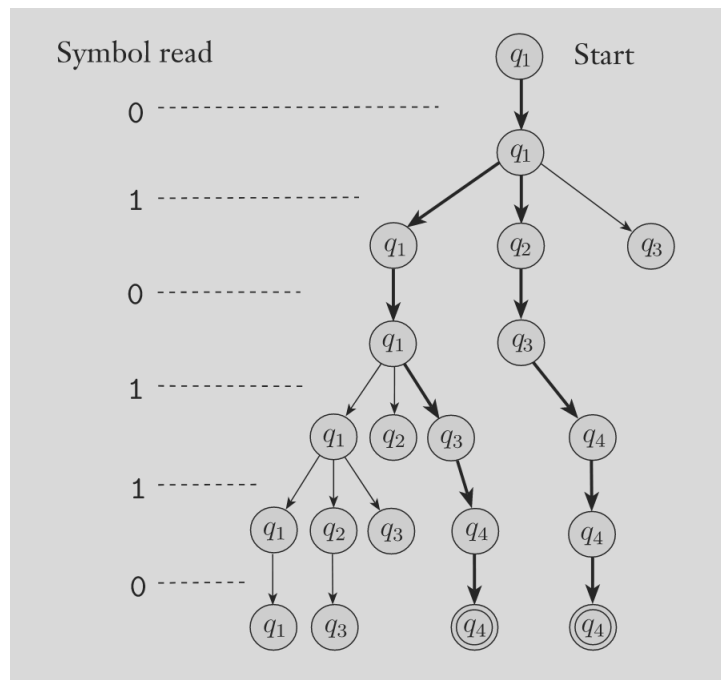 Symbol read q₁ Start
0
q₁
1
q₁ q₂ q₃
0
q₁ q₃
1
q₁ q₂ q₃ q₄
1
q₁ q₂ q₃ q₄ q₄
0
q₁ q₃ q₄ q₄